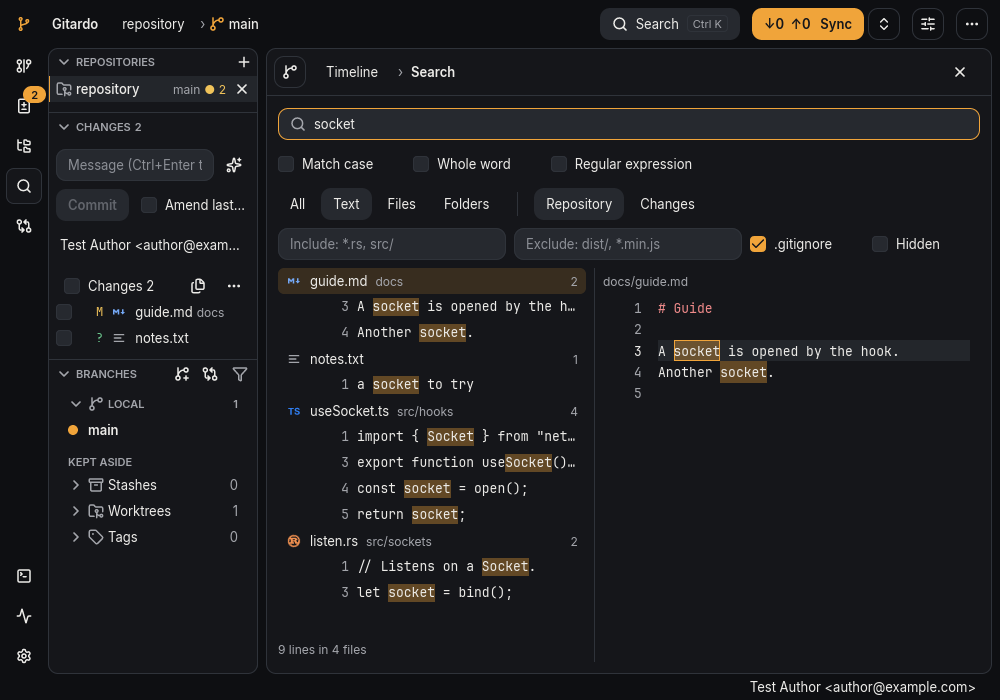 Gitardo repository › main Search Ctrl K ↓0 ↑0 Sync
2
REPOSITORIES
repository main 2
CHANGES 2
Message (Ctrl+Enter t
Commit Amend last...
Test Author <author@exam...
Changes 2
M guide.md docs
? notes.txt
BRANCHES
LOCAL 1
main
KEPT ASIDE
Stashes 0
Worktrees 1
Tags 0
Timeline › Search
socket
Match case Whole word Regular expression
All Text Files Folders Repository Changes
Include: *.rs, src/ Exclude: dist/, *.min.js .gitignore Hidden
M↓ guide.md docs 2
3 A socket is opened by the h…
4 Another socket.
notes.txt 1
1 a socket to try
TS useSocket.ts src/hooks 4
1 import { Socket } from "net…
3 export function useSocket()…
4 const socket = open();
5 return socket;
listen.rs src/sockets 2
1 // Listens on a Socket.
3 let socket = bind();
9 lines in 4 files
docs/guide.md
1 # Guide
2
3 A socket is opened by the hook.
4 Another socket.
5
Test Author <author@example.com>